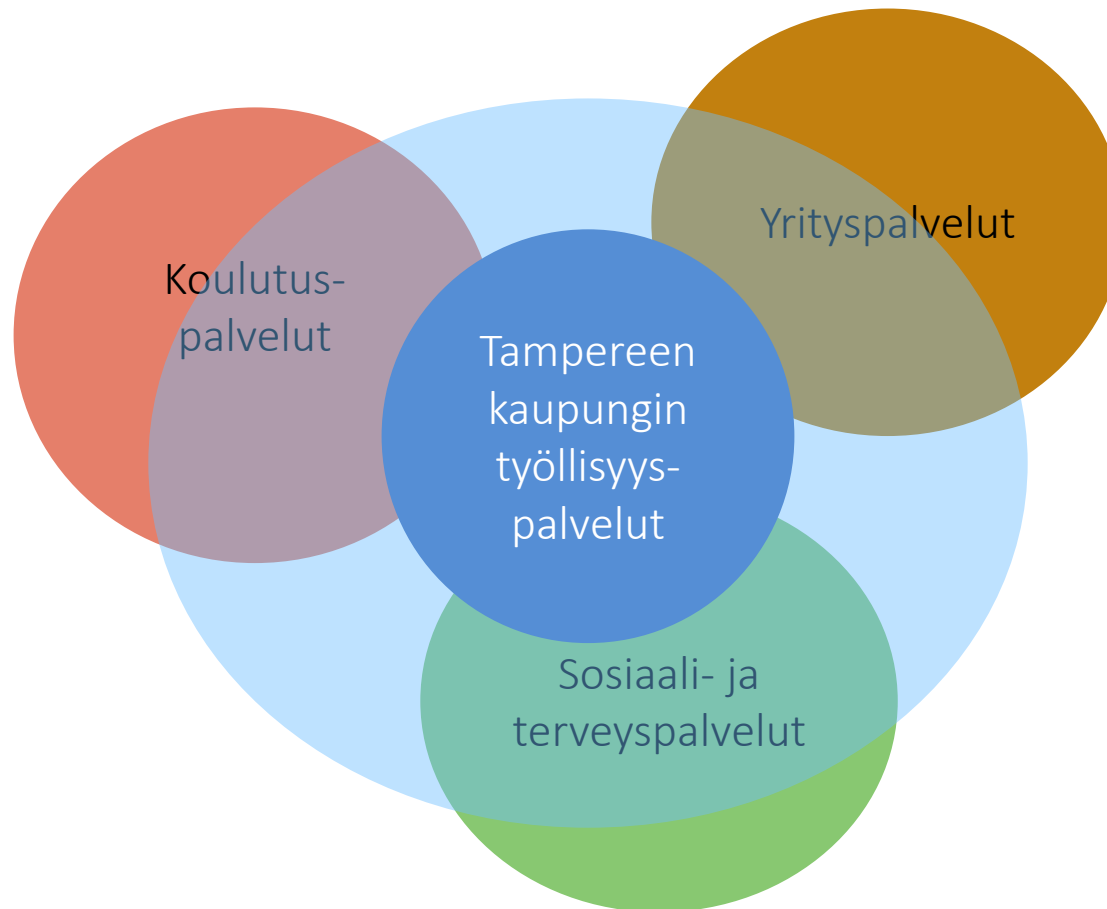 Yrityspalvelut
Koulutus-
palvelut
Tampereen
kaupungin
työllisyys-
palvelut
Sosiaali- ja
terveyspalvelut